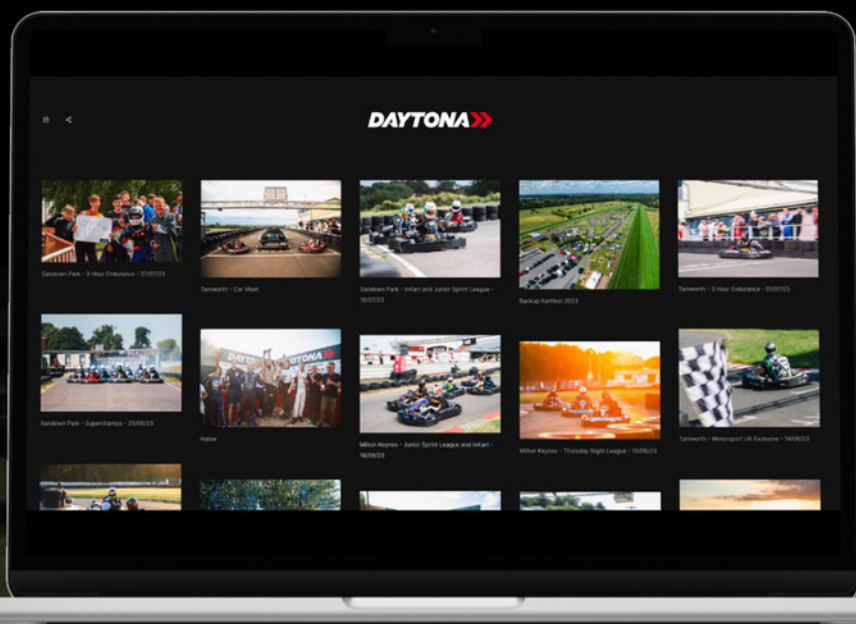 DAYTONA
Sandown Park - 3 Hour Endurance - 27/07/23
Tamworth - Car Meet
Sandown Park - InKart and Junior Sprint League -
16/07/23
Backup Kartfest 2023
Tamworth - 3 Hour Endurance - 01/07/23
DAYTONA
Sandown Park - Superchamps - 25/06/23
Halow
Milton Keynes - Junior Sprint League and InKart -
18/06/23
Milton Keynes - Thursday Night League - 15/06/23
Tamworth - Motorsport UK Exclusive - 14/06/23